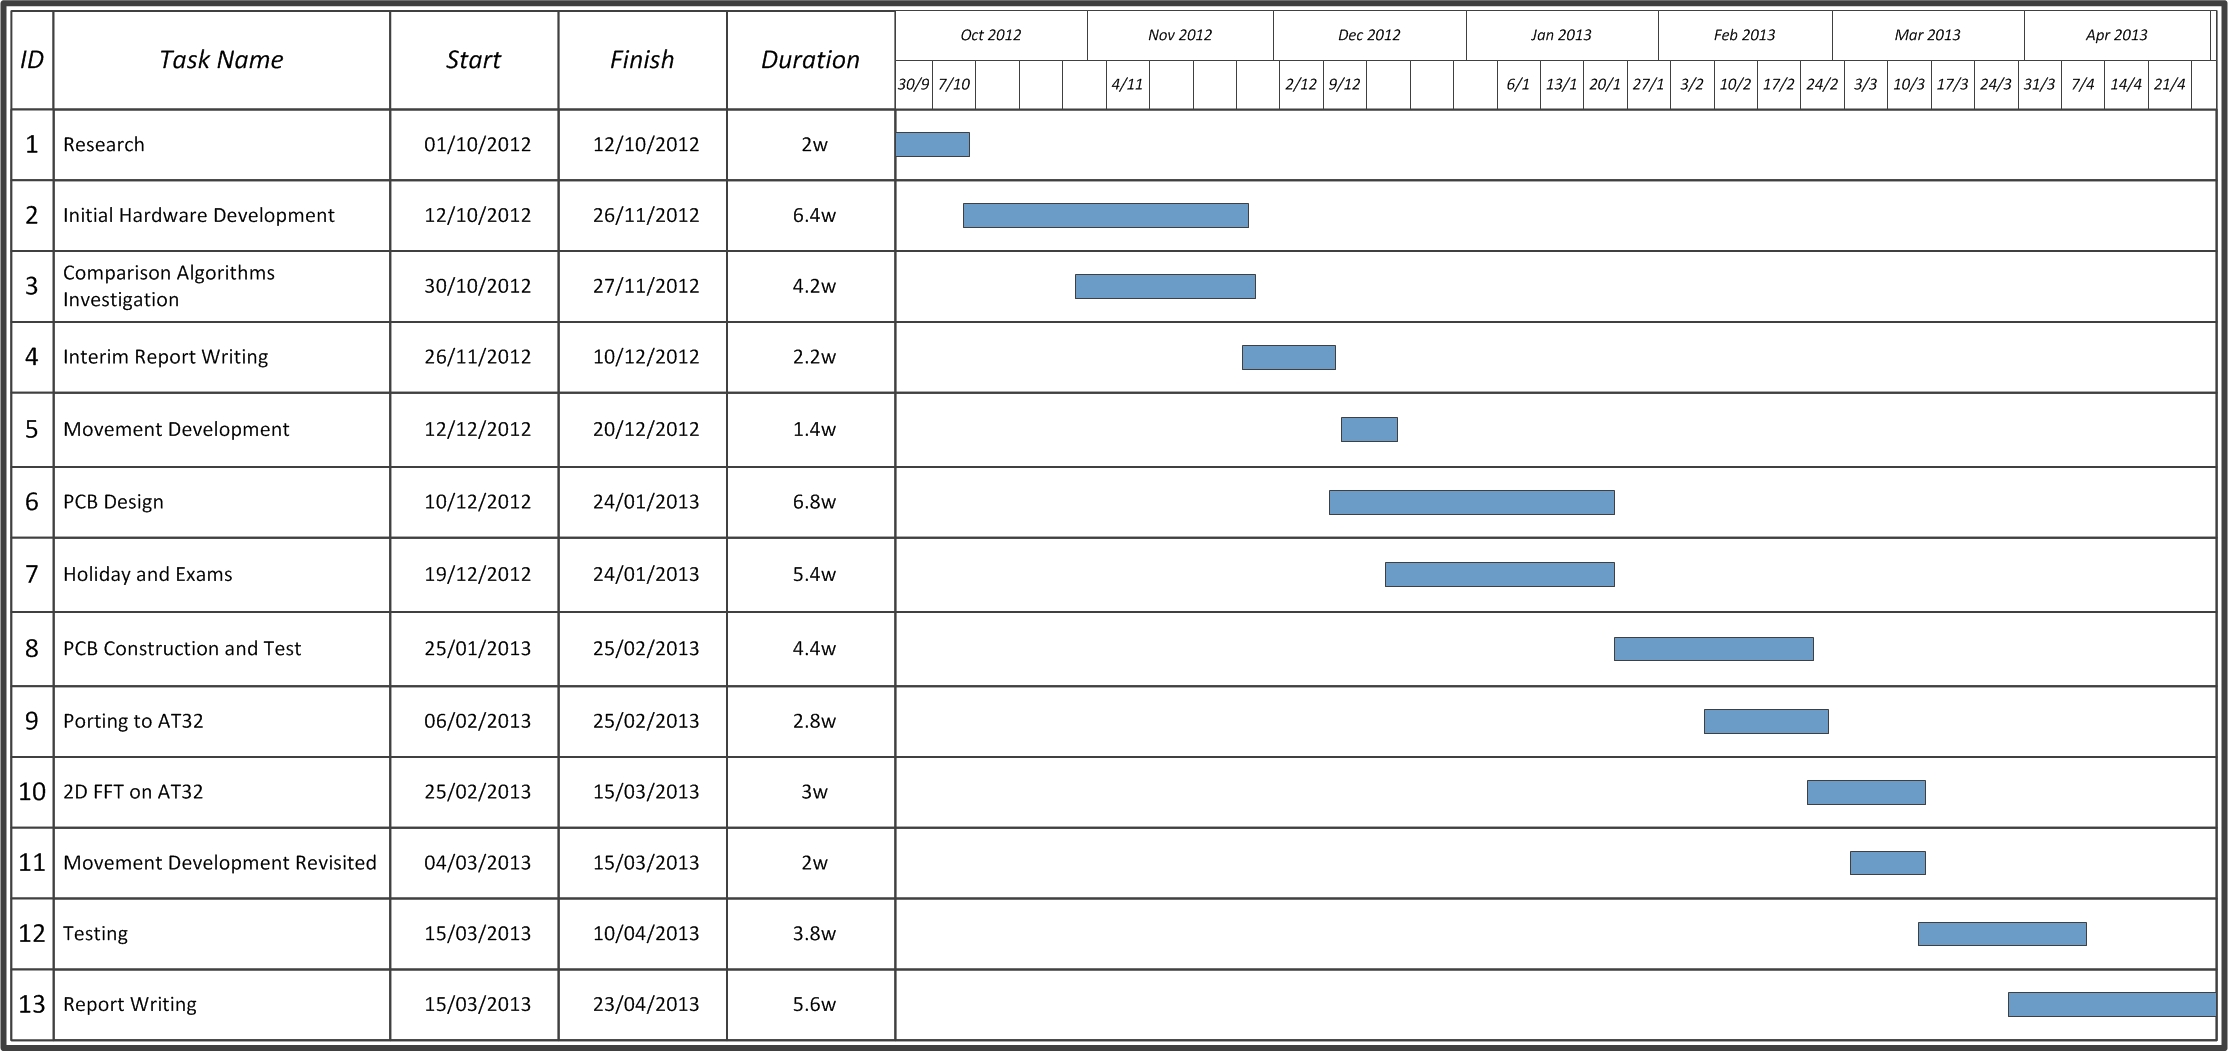 ID Task Name Start Finish Duration Oct 2012 Nov 2012 Dec 2012 Jan 2013 Feb 2013 Mar 2013 Apr 2013
30/9 7/10 4/11 2/12 9/12 6/1 13/1 20/1 27/1 3/2 10/2 17/2 24/2 3/3 10/3 17/3 24/3 31/3 7/4 14/4 21/4
1 Research 01/10/2012 12/10/2012 2w
2 Initial Hardware Development 12/10/2012 26/11/2012 6.4w
3 Comparison Algorithms
Investigation 30/10/2012 27/11/2012 4.2w
4 Interim Report Writing 26/11/2012 10/12/2012 2.2w
5 Movement Development 12/12/2012 20/12/2012 1.4w
6 PCB Design 10/12/2012 24/01/2013 6.8w
7 Holiday and Exams 19/12/2012 24/01/2013 5.4w
8 PCB Construction and Test 25/01/2013 25/02/2013 4.4w
9 Porting to AT32 06/02/2013 25/02/2013 2.8w
10 2D FFT on AT32 25/02/2013 15/03/2013 3w
11 Movement Development Revisited 04/03/2013 15/03/2013 2w
12 Testing 15/03/2013 10/04/2013 3.8w
13 Report Writing 15/03/2013 23/04/2013 5.6w